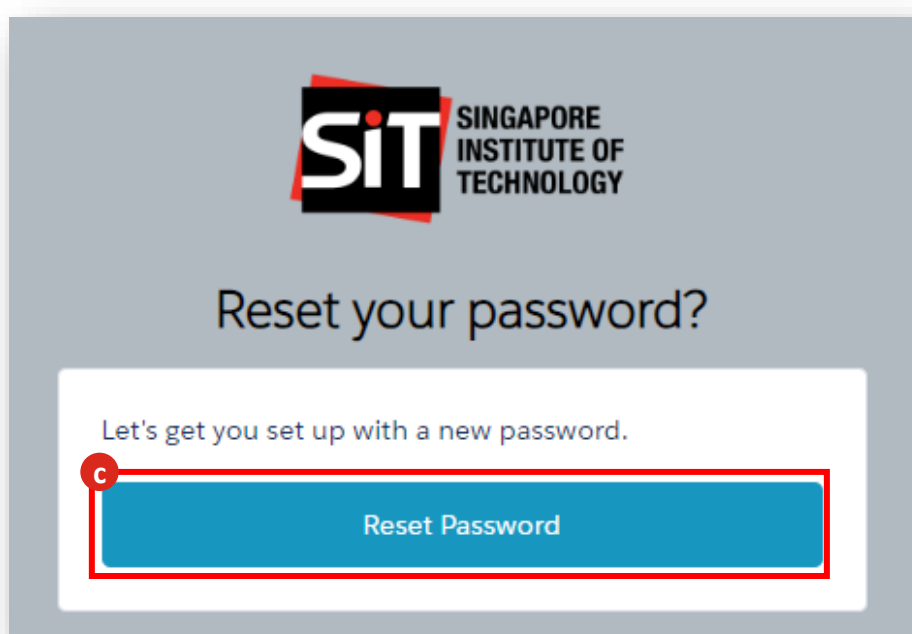 SiT
SINGAPORE
INSTITUTE OF
TECHNOLOGY
Reset your password?
Let's get you set up with a new password.
c
Reset Password